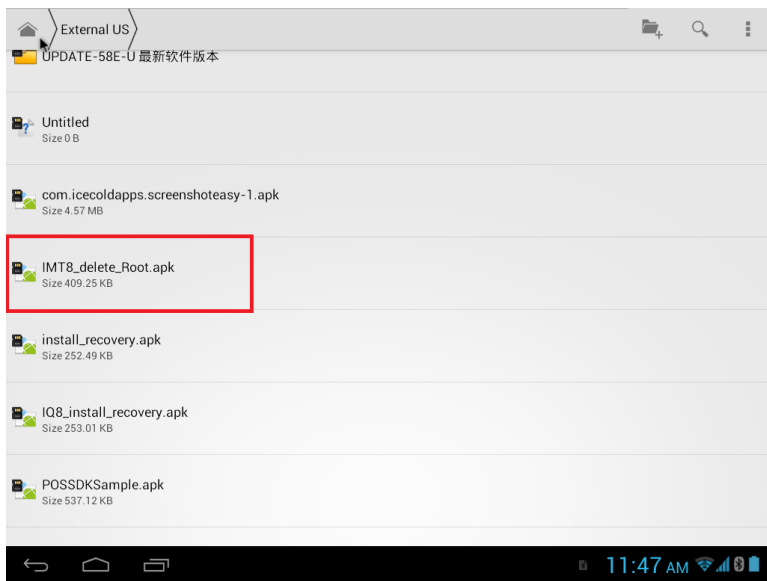 External US
UPDATE-58E-U 最新软件版本
Untitled
Size 0 B
com.icecoldapps.screenshoteasy-1.apk
Size 4.57 MB
IMT8_delete_Root.apk
Size 409.25 KB
install_recovery.apk
Size 252.49 KB
IQ8_install_recovery.apk
Size 253.01 KB
POSSDKSample.apk
Size 537.12 KB
11:47 AM